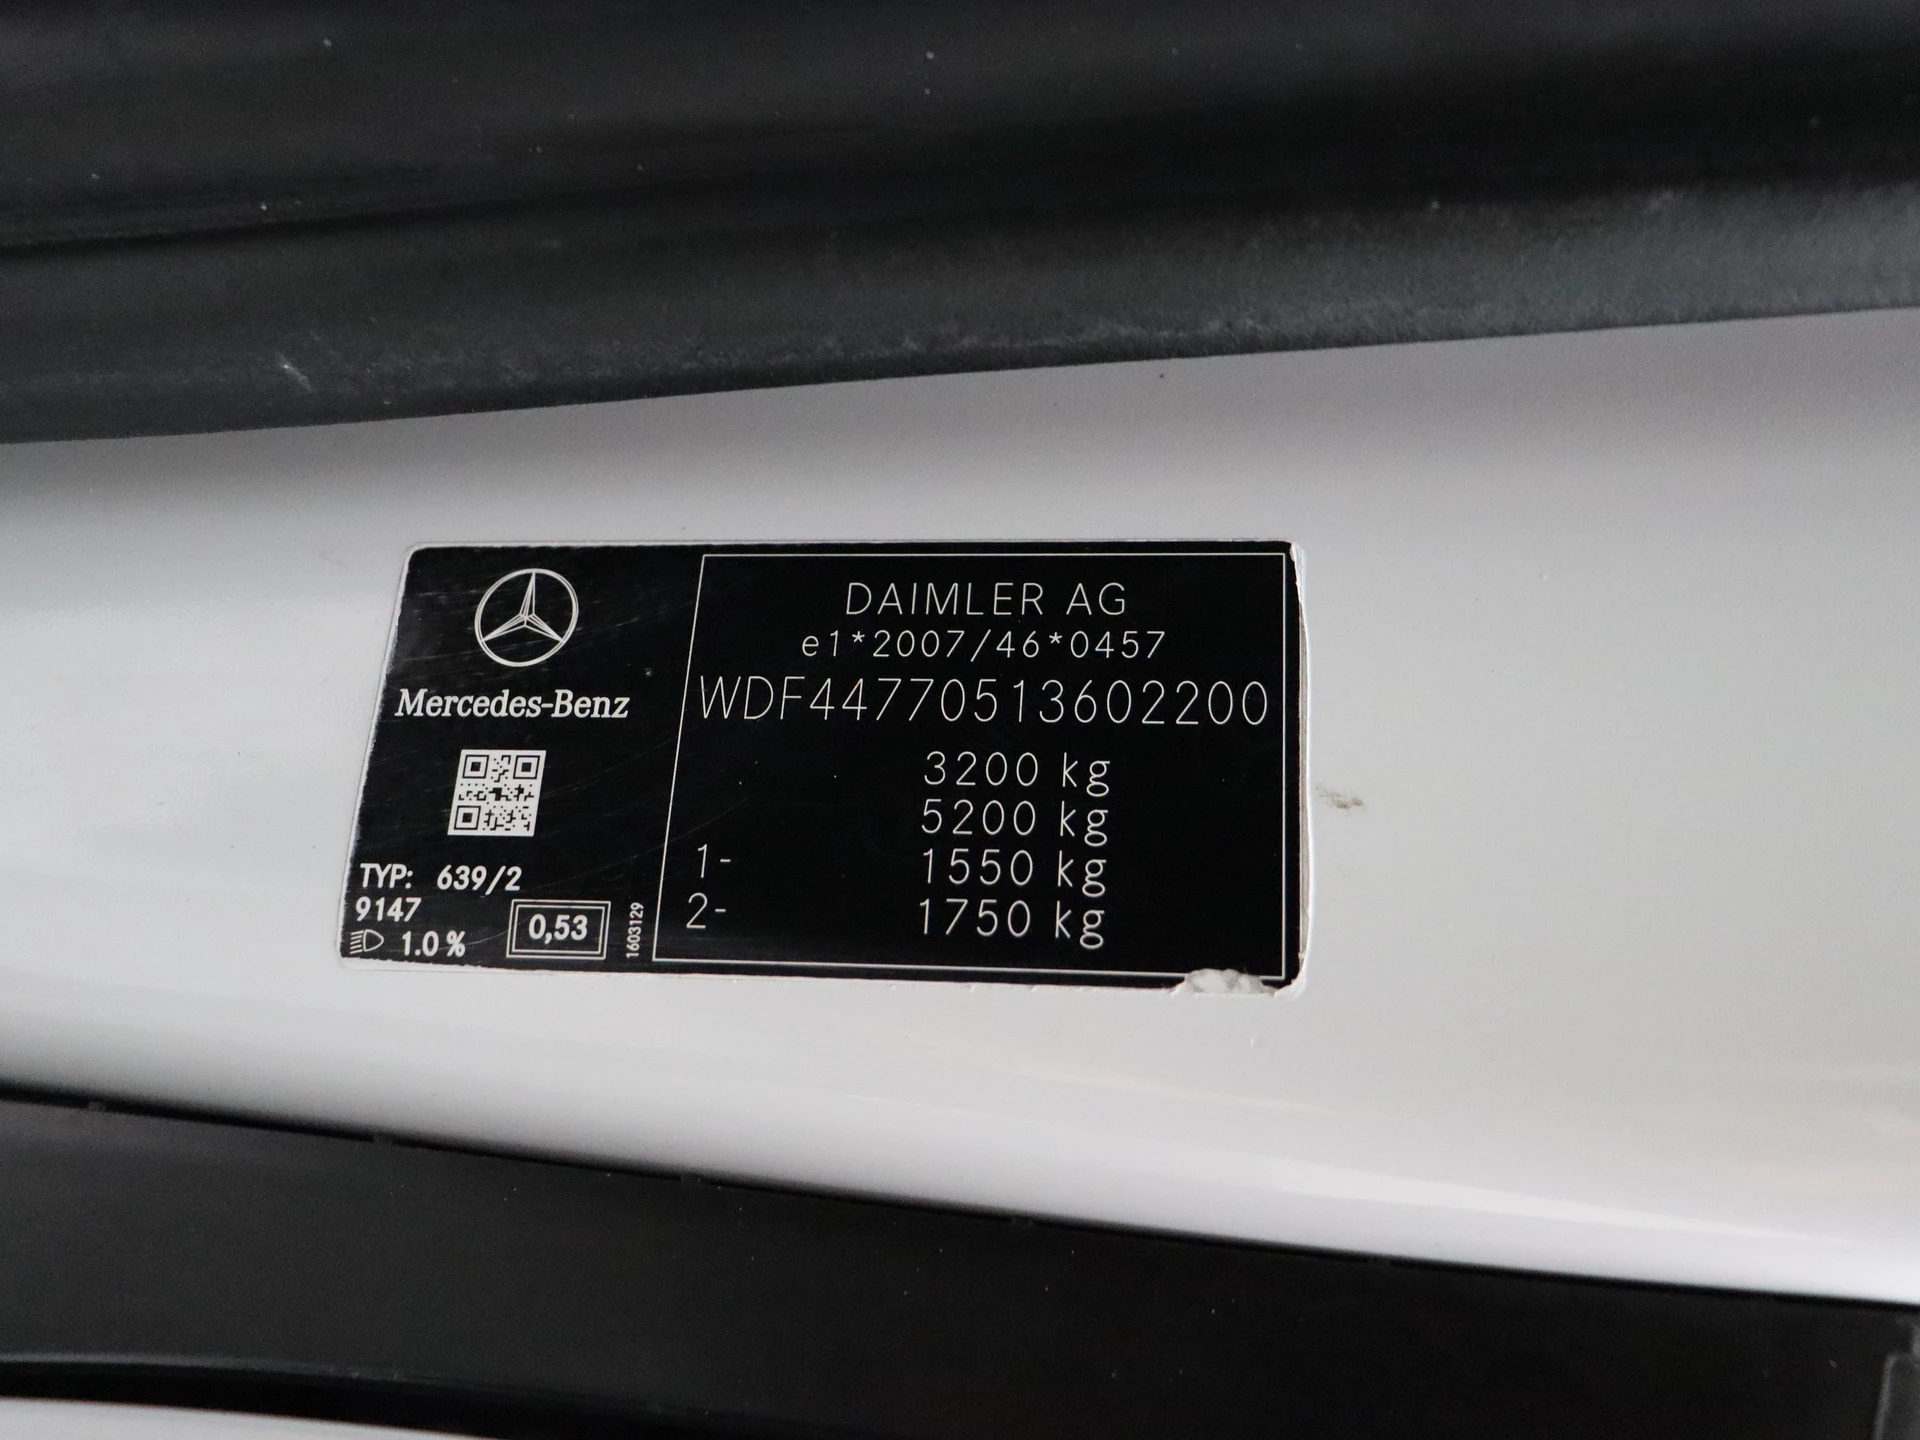 Mercedes-Benz
TYP: 639/2
9147
1.0 %
0,53
1603129
DAIMLER AG
e1*2007/46*0457
WDF44770513602200
3200 kg
5200 kg
1- 1550 kg
2- 1750 kg